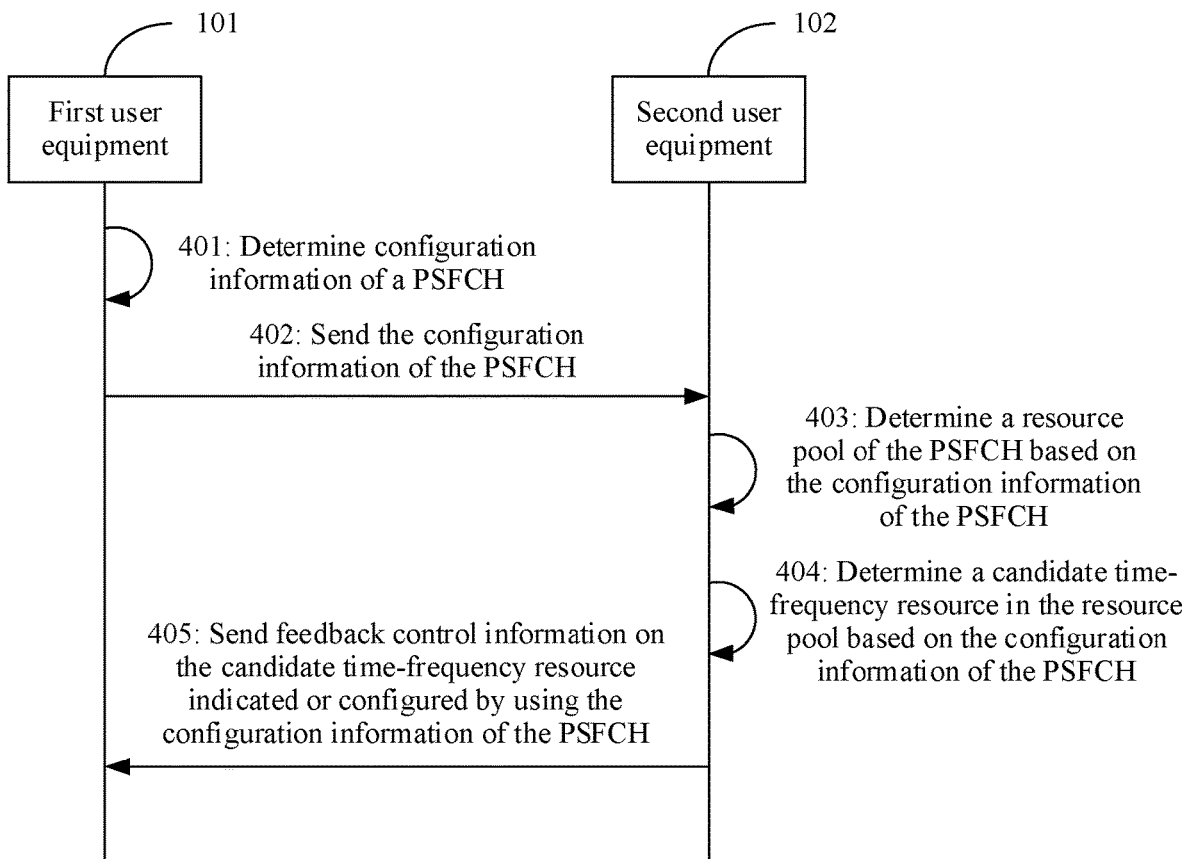 101
102
First user
equipment
Second user
equipment
401: Determine configuration
information of a PSFCH
402: Send the configuration
information of the PSFCH
403: Determine a resource
pool of the PSFCH based on
the configuration information
of the PSFCH
404: Determine a candidate time-
frequency resource in the resource
pool based on the configuration
information of the PSFCH
405: Send feedback control information on
the candidate time-frequency resource
indicated or configured by using the
configuration information of the PSFCH